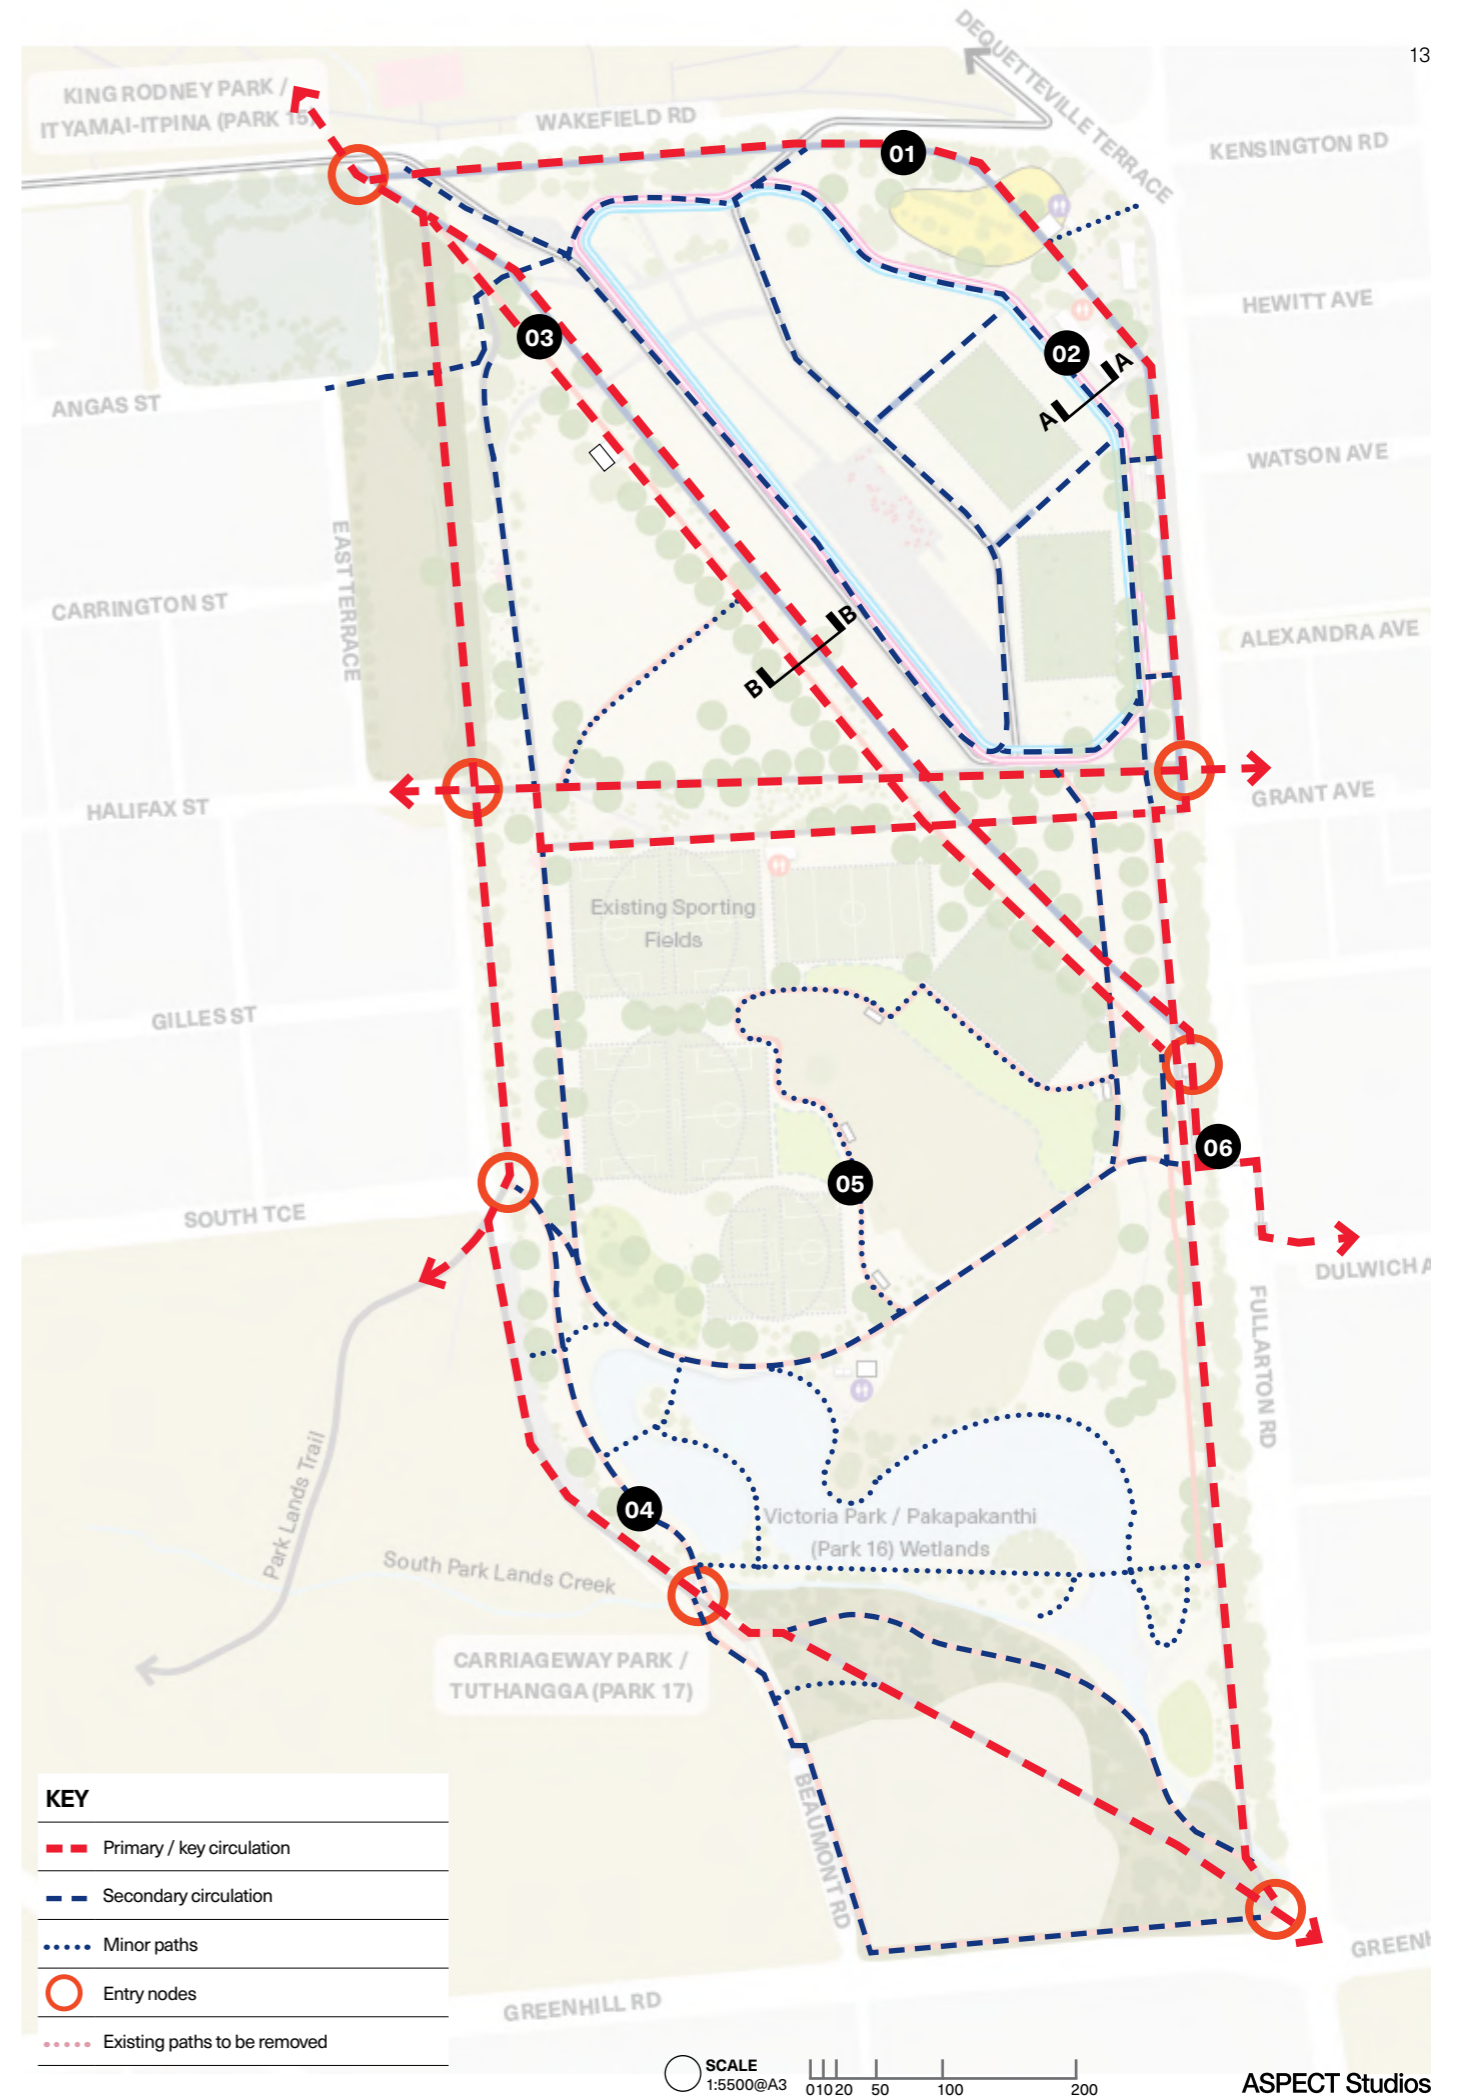 13
DEQUETTEVILLE TERRACE
KING RODNEY PARK /
ITYAMAI-ITPINA (PARK 15)
WAKEFIELD RD
KENSINGTON RD
01
HEWITT AVE
03
02
A
A
ANGAS ST
WATSON AVE
EAST TERRACE
CARRINGTON ST
B
B
ALEXANDRA AVE
HALIFAX ST
GRANT AVE
Existing Sporting
Fields
GILLES ST
06
05
SOUTH TCE
DULWICH A
FULLARTON RD
Park Lands Trail
04
Victoria Park / Pakapakanthi
(Park 16) Wetlands
South Park Lands Creek
CARRIAGEWAY PARK /
TUTHANGGA (PARK 17)
BEAUMONT RD
GREENH
GREENHILL RD
KEY
Primary / key circulation
Secondary circulation
Minor paths
Entry nodes
Existing paths to be removed
SCALE
1:5500@A3
0 10 20 50 100 200
ASPECT Studios